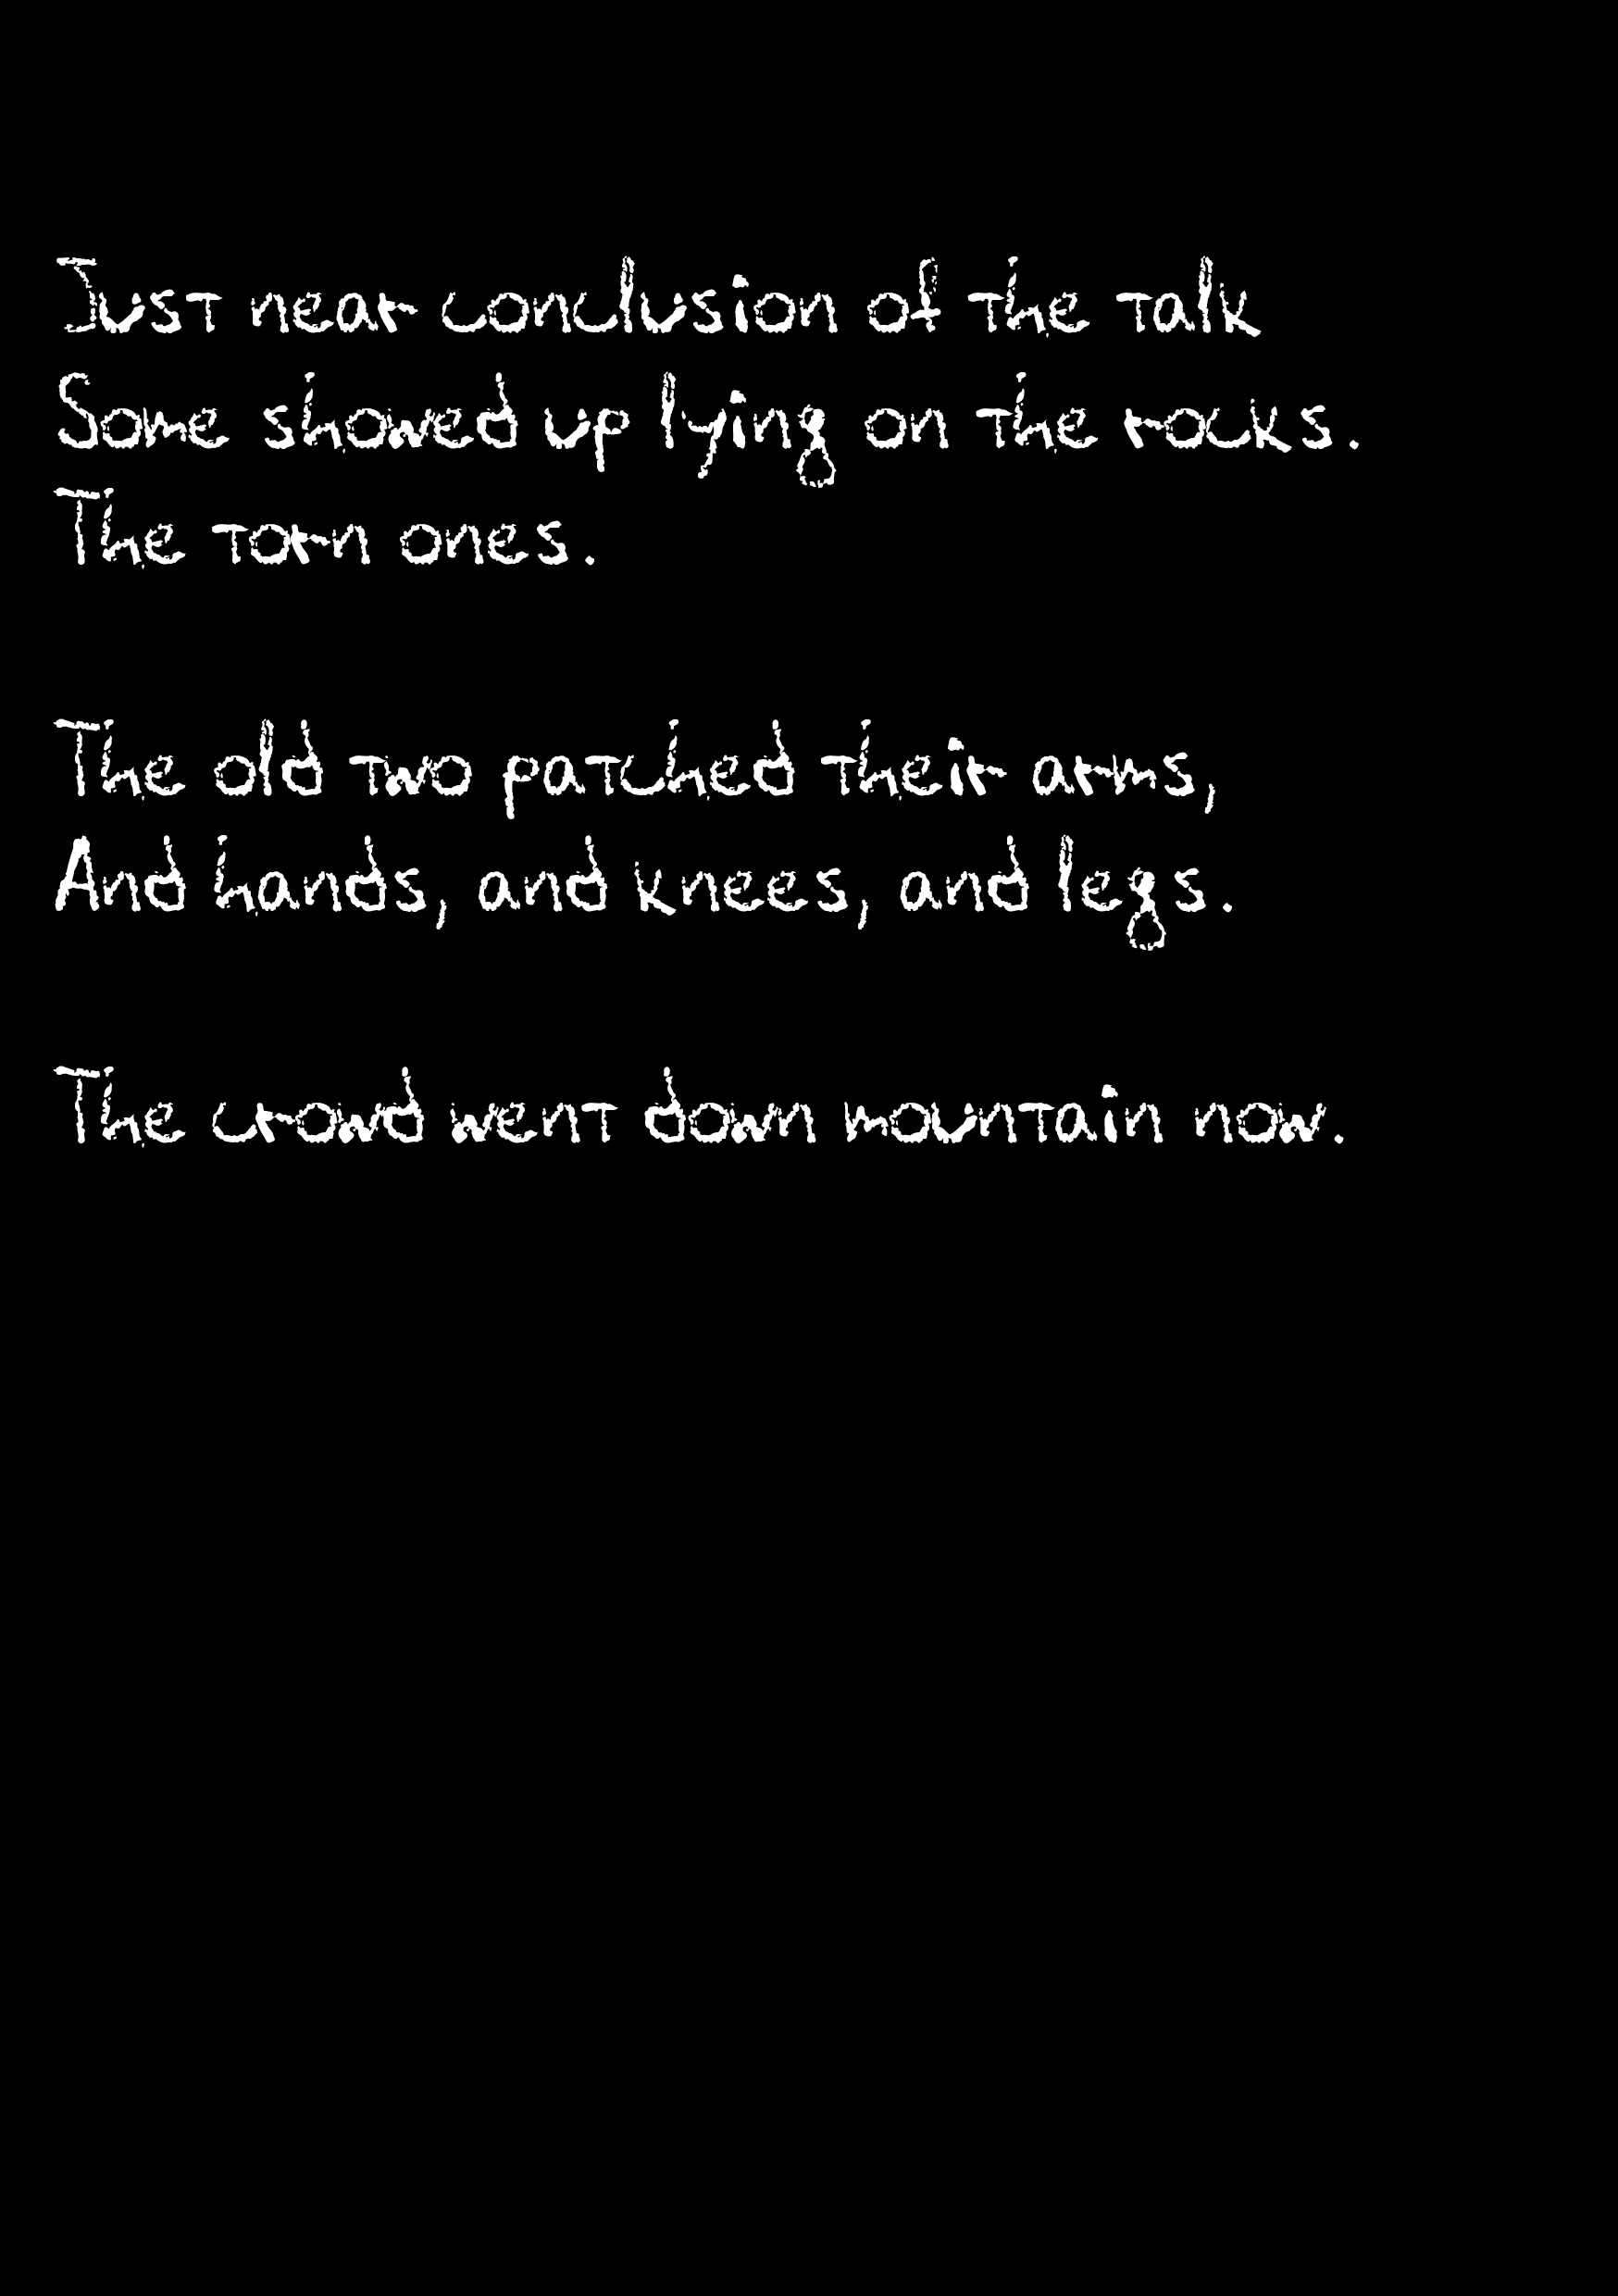 Just near conclusion of the talk
Some showed up lying on the rocks.
The torn ones.
The old two patched their arms,
And hands, and knees, and legs.
The crowd went down mountain now.